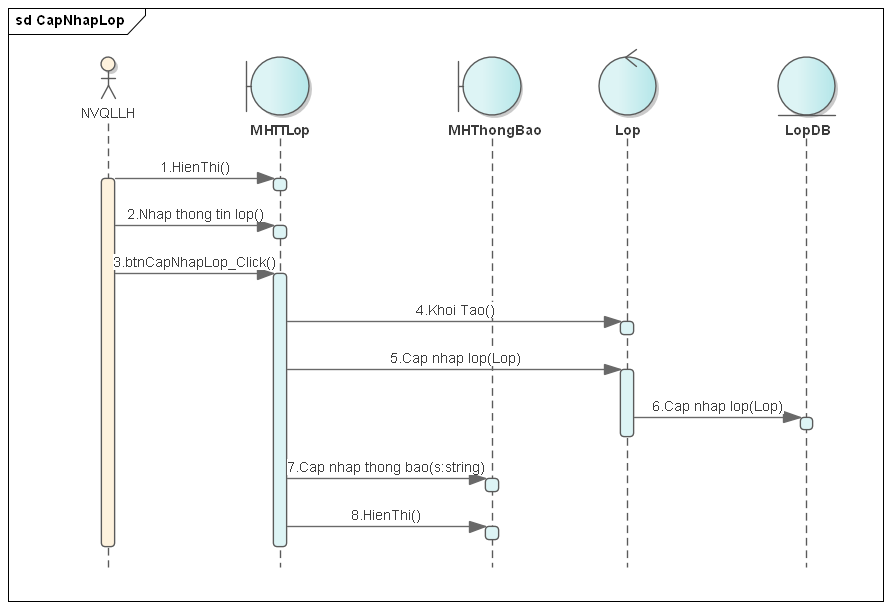 sd CapNhapLop
NVQLLH
MHTTLop
MHThongBao
Lop
LopDB
1.HienThi()
2.Nhap thong tin lop()
3.btnCapNhapLop_Click()
4.Khoi Tao()
5.Cap nhap lop(Lop)
6.Cap nhap lop(Lop)
7.Cap nhap thong bao(s:string)
8.HienThi()